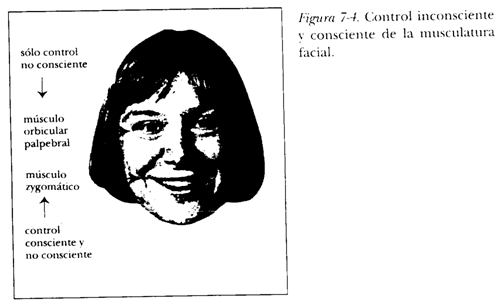 Figura 7-4. Control inconsciente
y consciente de la musculatura
facial.
sólo control
no consciente
músculo
orbicular
palpebral
músculo
zygomático
control
consciente y
no consciente